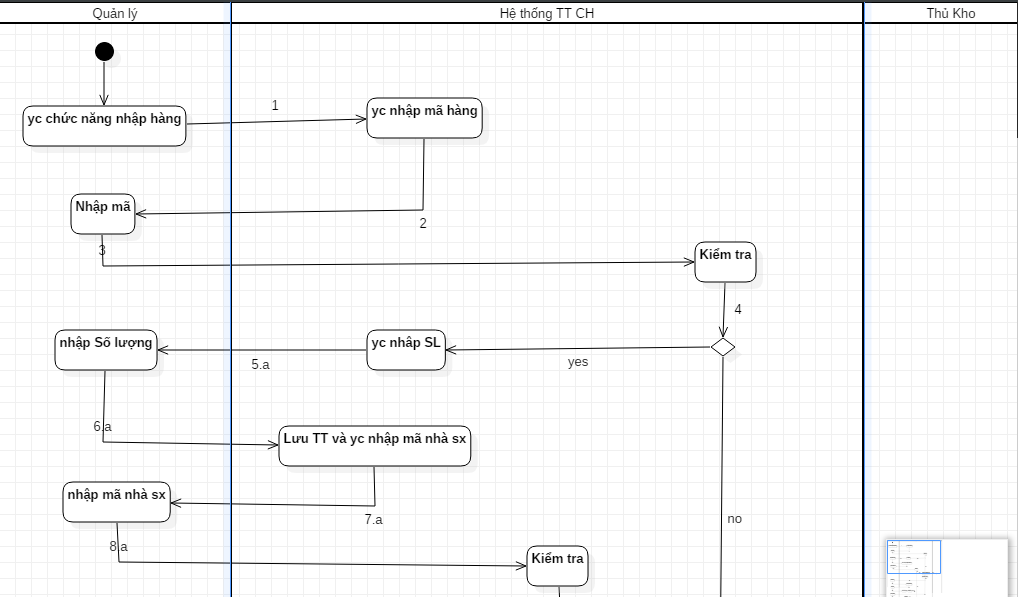 Quản lý
Hệ thống TT CH
Thủ Kho
yc chức năng nhập hàng
1
yc nhập mã hàng
Nhập mã
2
3
Kiểm tra
4
nhập Số lượng
5.a
yc nhâp SL
yes
6.a
Lưu TT và yc nhập mã nhà sx
nhập mã nhà sx
7.a
no
8.a
Kiểm tra